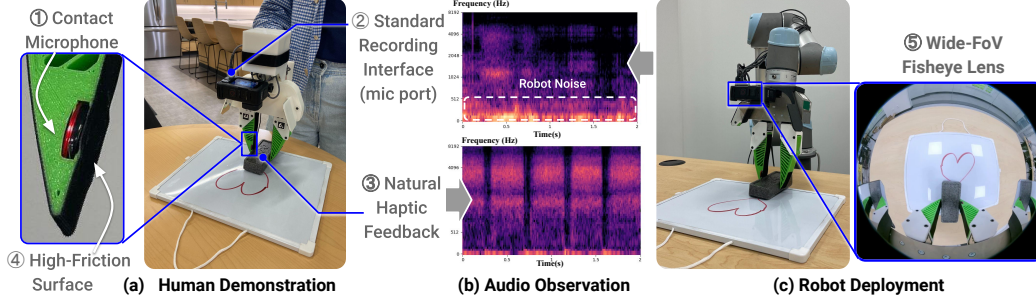 ① Contact
Microphone
② Standard
Recording
Interface
(mic port)
③ Natural
Haptic
Feedback
④ High-Friction
Surface
(a) Human Demonstration
Frequency (Hz)
8192
4096
2048
1024
512
0
Robot Noise
0
0.5
1
1.5
2
Time(s)
Frequency (Hz)
8192
4096
2048
1024
512
0
0
0.5
1
1.5
2
Time(s)
(b) Audio Observation
⑤ Wide-FoV
Fisheye Lens
(c) Robot Deployment